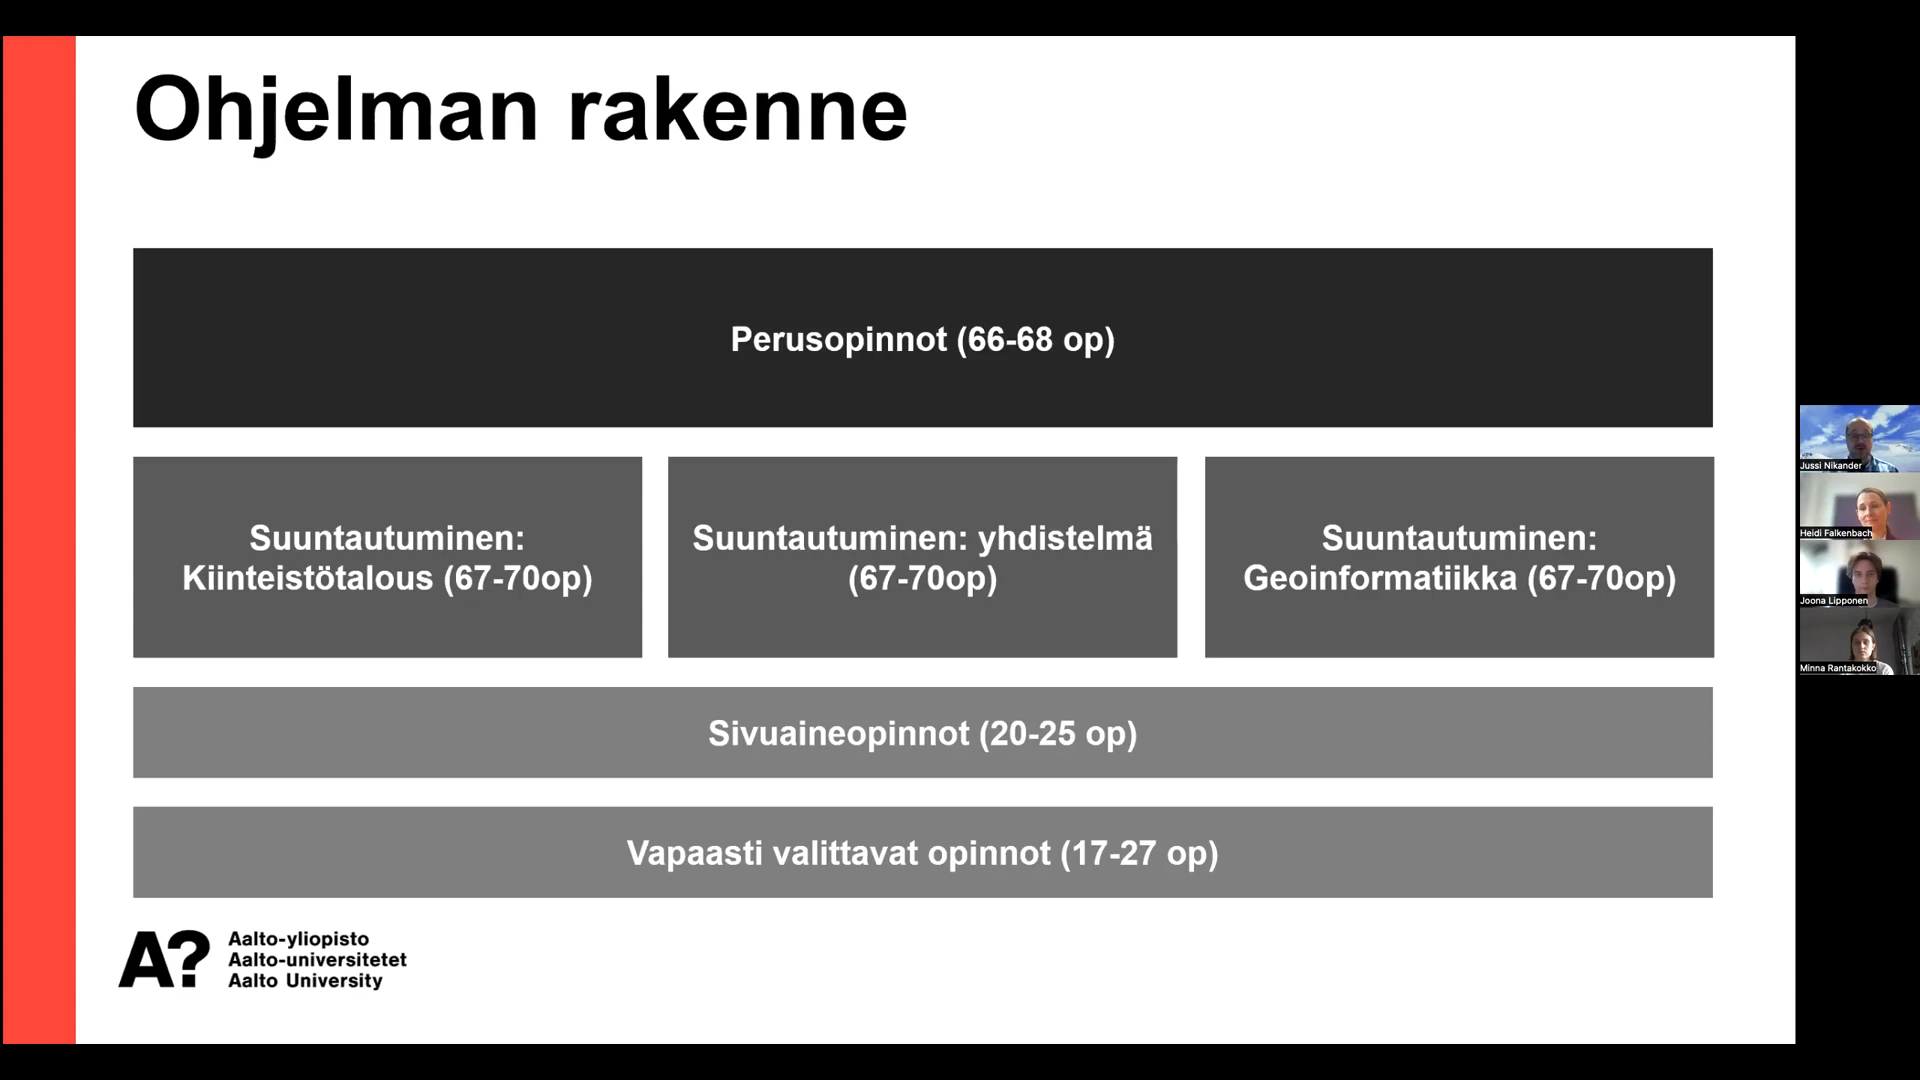 Ohjelman rakenne
Perusopinnot (66-68 op)
Suuntautuminen:
Kiinteistötalous (67-70op)
Suuntautuminen: yhdistelmä
(67-70op)
Suuntautuminen:
Geoinformatiikka (67-70op)
Sivuaineopinnot (20-25 op)
Vapaasti valittavat opinnot (17-27 op)
A?
Aalto-yliopisto
Aalto-universitetet
Aalto University
Jussi Nikander
Heidi Falkenbach
Joona Lipponen
Minna Rantakokko